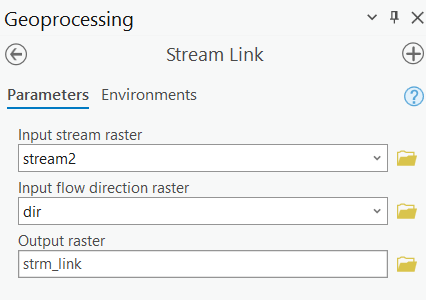 Geoprocessing
Stream Link
Parameters Environments
Input stream raster
stream2
Input flow direction raster
dir
Output raster
strm_link